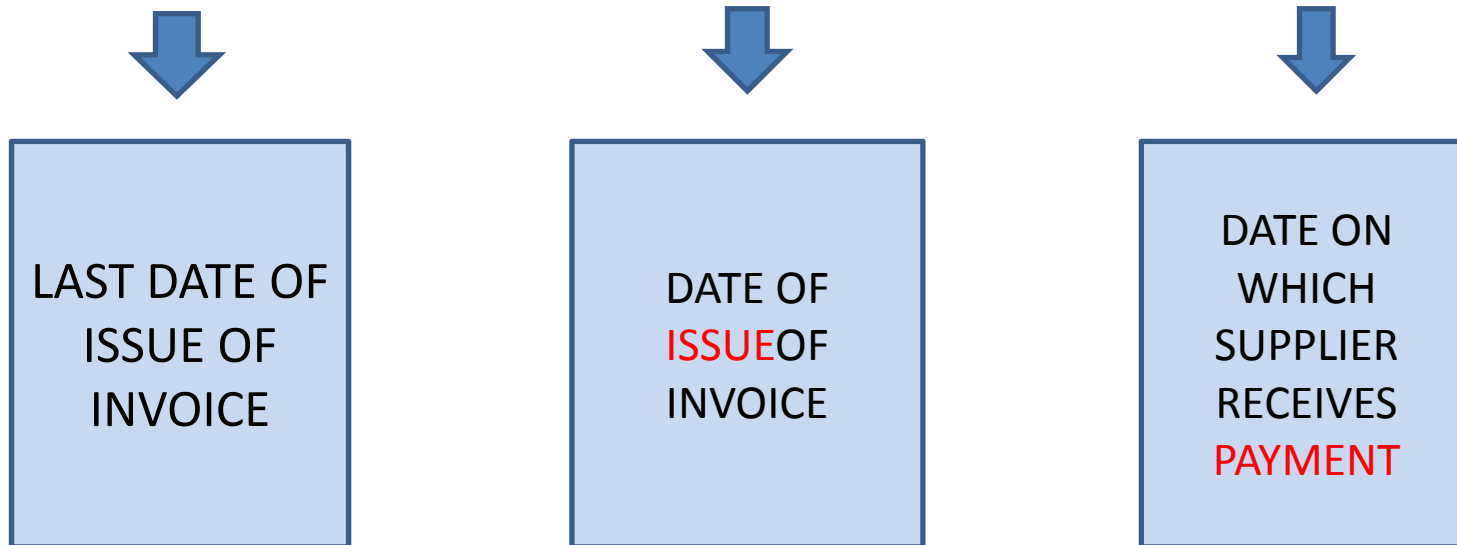 LAST DATE OF
ISSUE OF
INVOICE
DATE OF
ISSUEOF
INVOICE
DATE ON
WHICH
SUPPLIER
RECEIVES
PAYMENT